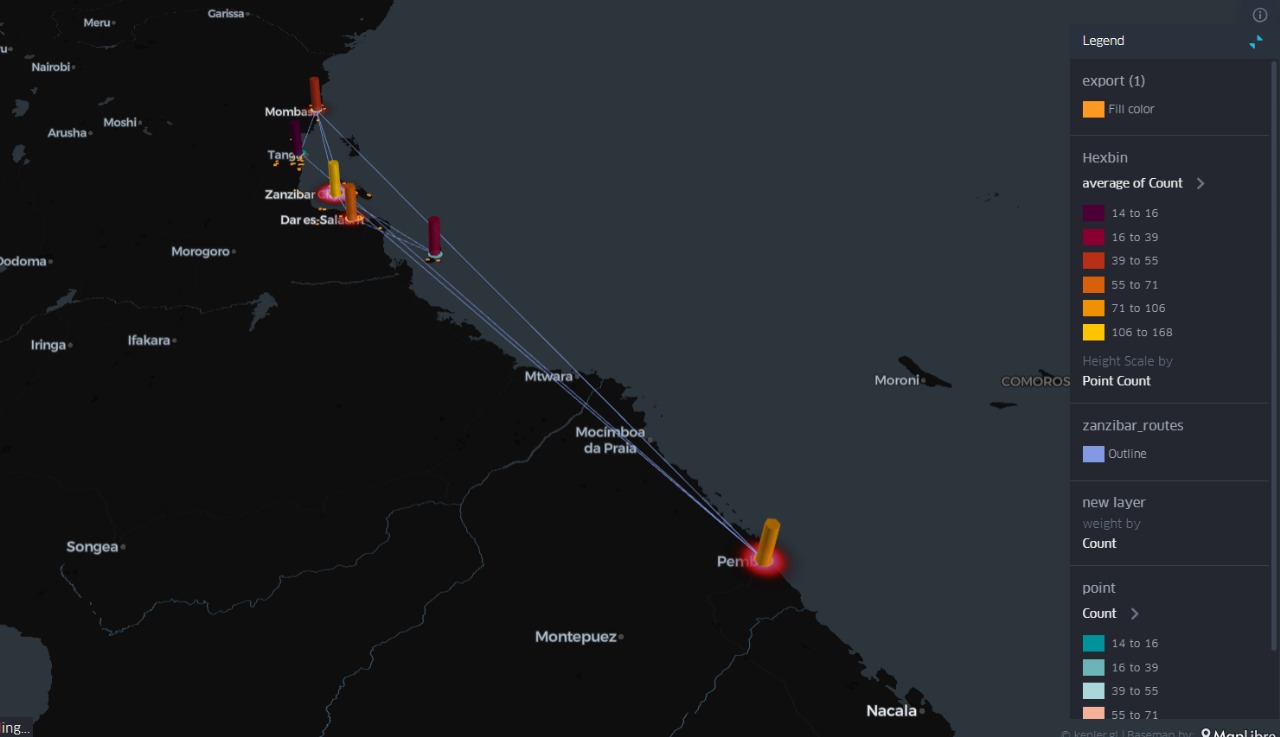 Garissa
Meru
Nairobi
Mombas
Moshi
Arusha
Tang
Zanzibar
Dar es Salaam
Morogoro
Dodoma
Iringa
Ifakara
Mtwara
Moroni
COMOROS
Mocímboa
da Praia
Songea
Pemb
Montepuez
Nacala
ing...
Legend
export (1)
Fill color
Hexbin
average of Count
14 to 16
16 to 39
39 to 55
55 to 71
71 to 106
106 to 168
Height Scale by
Point Count
zanzibar_routes
Outline
new layer
weight by
Count
point
Count
14 to 16
16 to 39
39 to 55
55 to 71
© kepler.gl | Basemap by: MapLibre